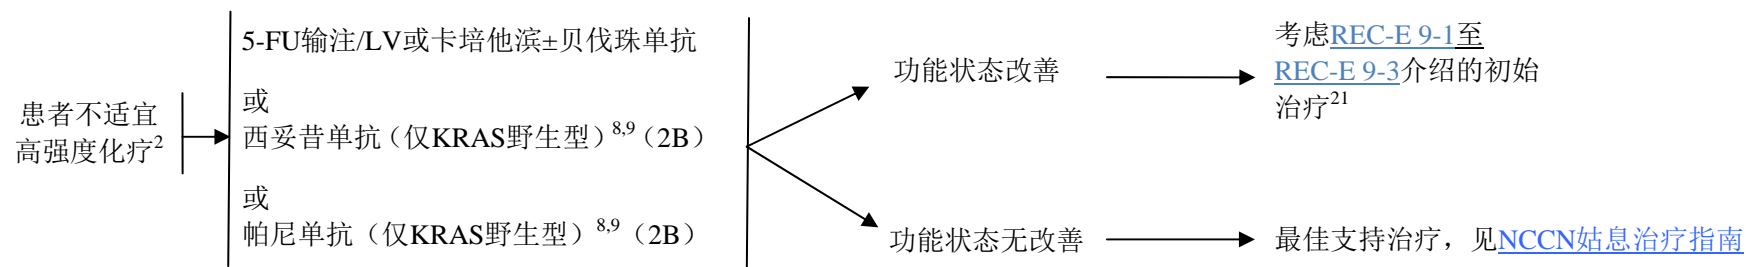 患者不适宜
高强度化疗2
5-FU输注/LV或卡培他滨±贝伐珠单抗
或
西妥昔单抗（仅KRAS野生型）8,9（2B）
或
帕尼单抗（仅KRAS野生型）8,9（2B）
功能状态改善
考虑REC-E 9-1至
REC-E 9-3介绍的初始
治疗21
功能状态无改善
最佳支持治疗，见NCCN姑息治疗指南